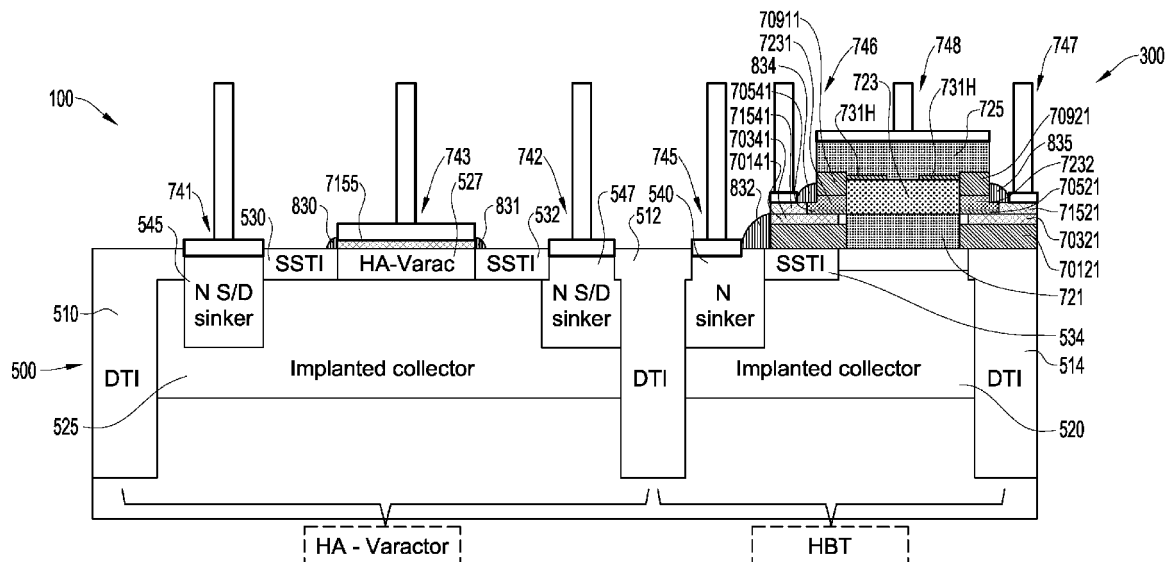 70911
7231
834
70541
71541
70341
70141
832
746
723
731H
748
731H
725
747
300
70921
835
7232
70521
71521
70321
70121
721
534
514
520
100
741
545
530
830
7155
743
527
831
742
532
547
512
745
540
SSTI
HA-Varac
SSTI
SSTI
N S/D
sinker
N S/D
sinker
N
sinker
510
500
DTI
Implanted collector
DTI
Implanted collector
DTI
525
HA - Varactor
HBT